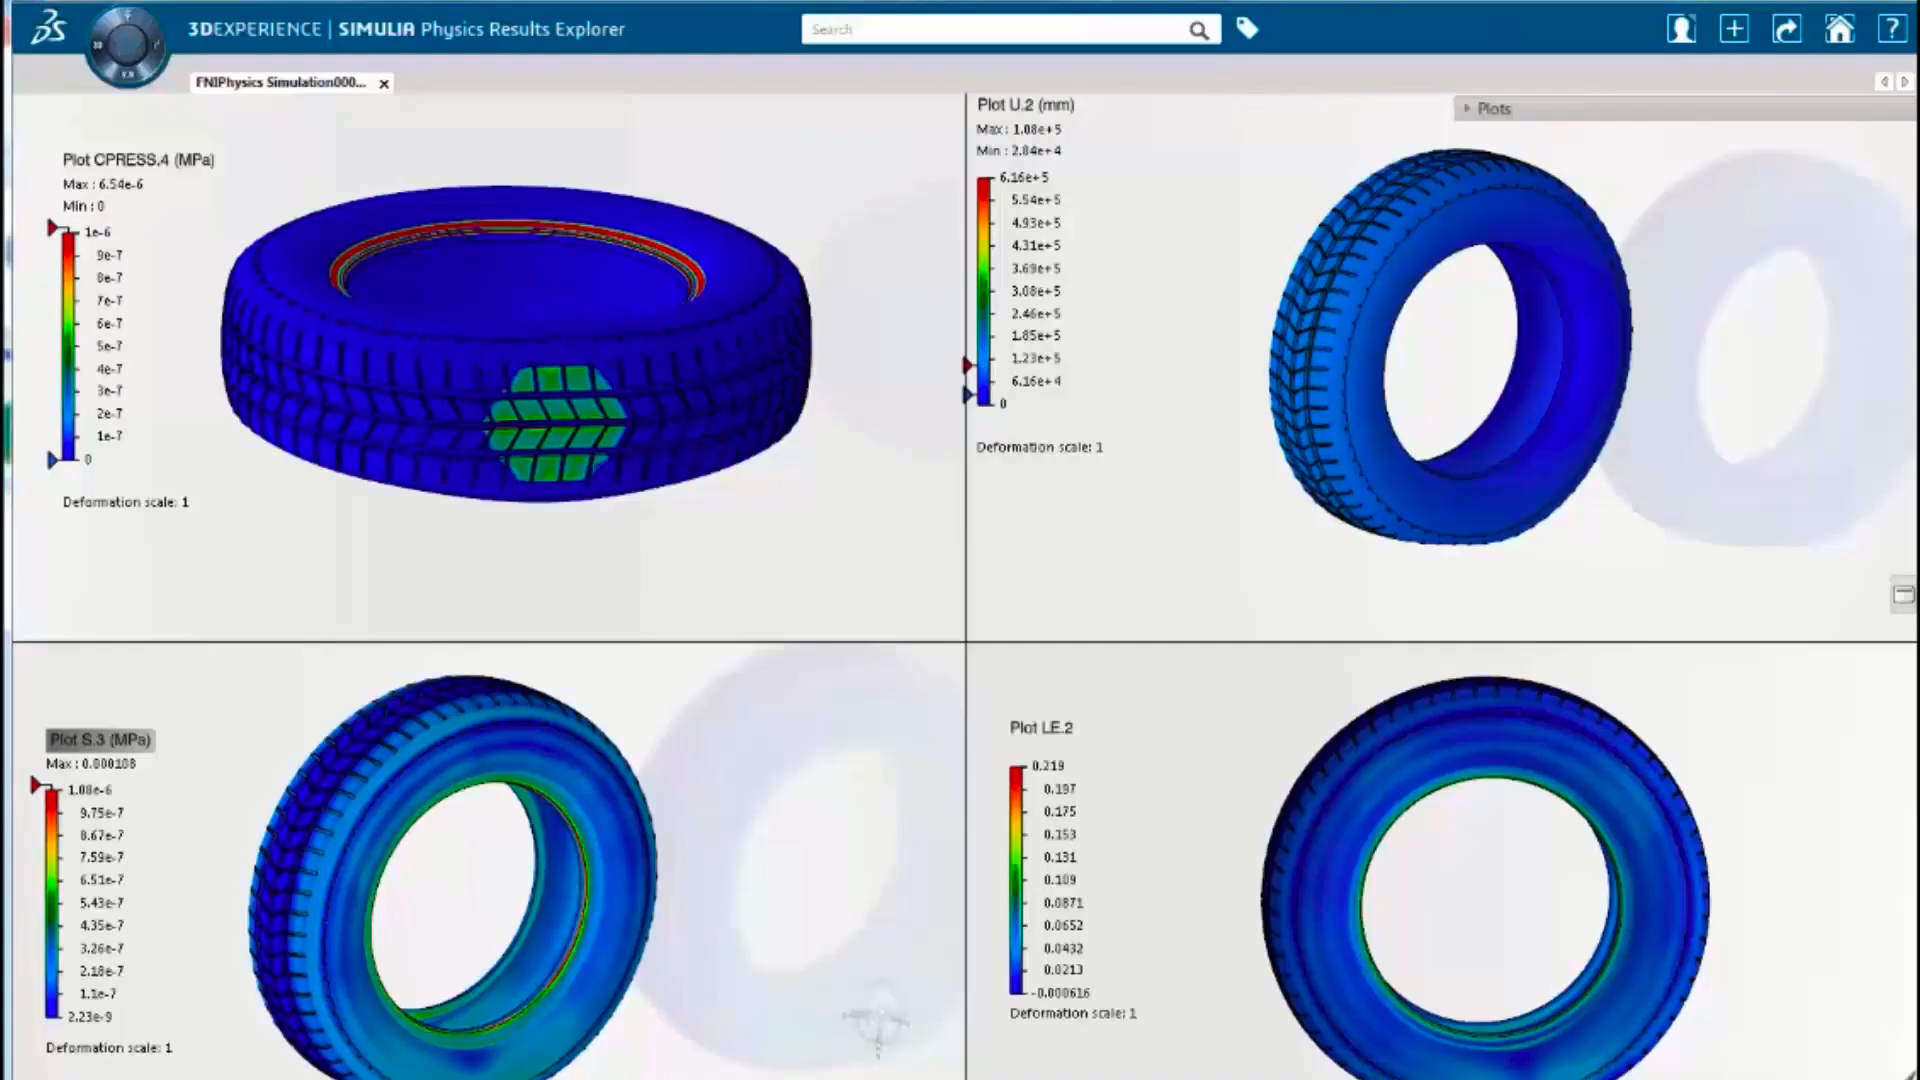 3DEXPERIENCE | SIMULIA Physics Results Explorer
Search
FNIPhysics Simulation000...
Plot CPRESS.4 (MPa)
Max : 6.54e-6
Min : 0
1e-6
9e-7
8e-7
7e-7
6e-7
5e-7
4e-7
3e-7
2e-7
1e-7
0
Deformation scale: 1
Plot U.2 (mm)
Max : 1.08e+5
Min : 2.84e+4
6.16e+5
5.54e+5
4.93e+5
4.31e+5
3.69e+5
3.08e+5
2.46e+5
1.85e+5
1.23e+5
6.16e+4
0
Deformation scale: 1
Plots
Plot S.3 (MPa)
Max : 0.000108
1.08e-6
9.75e-7
8.67e-7
7.59e-7
6.51e-7
5.43e-7
4.35e-7
3.26e-7
2.18e-7
1.1e-7
2.23e-9
Deformation scale: 1
Plot LE.2
0.219
0.197
0.175
0.153
0.131
0.109
0.0871
0.0652
0.0432
0.0213
-0.000616
Deformation scale: 1